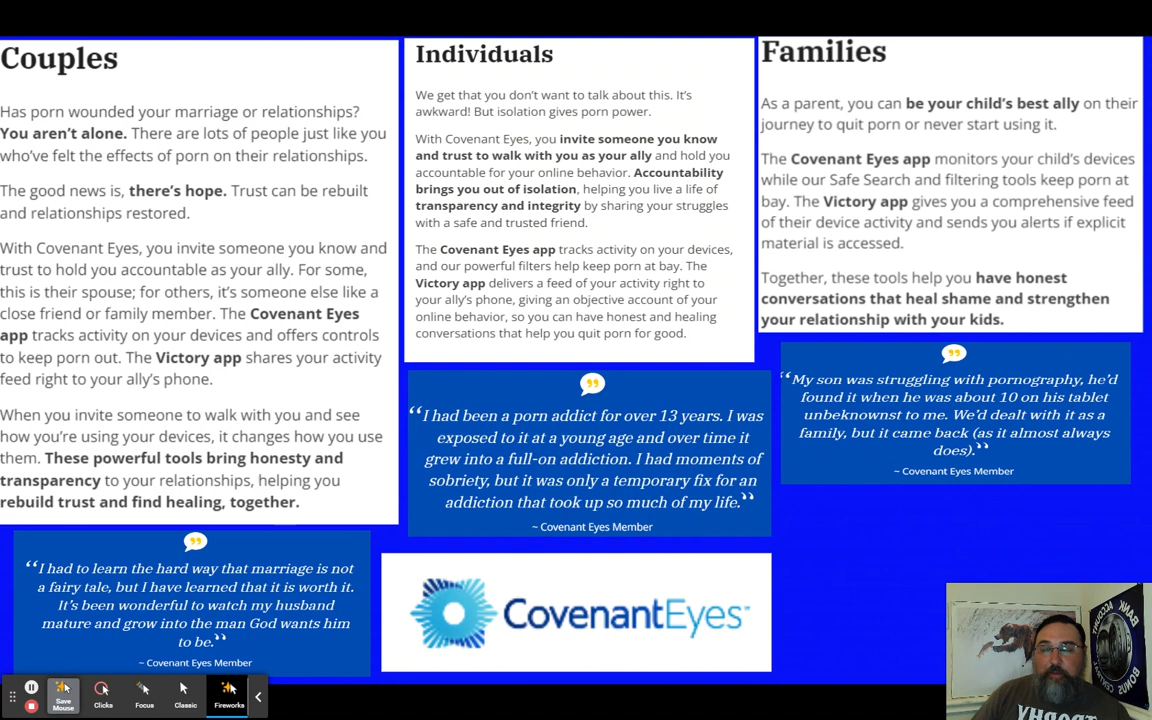 Couples
Has porn wounded your marriage or relationships?
You aren't alone. There are lots of people just like you
who've felt the effects of porn on their relationships.
The good news is, there's hope. Trust can be rebuilt
and relationships restored.
With Covenant Eyes, you invite someone you know and
trust to hold you accountable as your ally. For some,
this is their spouse; for others, it's someone else like a
close friend or family member. The Covenant Eyes
app tracks activity on your devices and offers controls
to keep porn out. The Victory app shares your activity
feed right to your ally's phone.
When you invite someone to walk with you and see
how you're using your devices, it changes how you use
them. These powerful tools bring honesty and
transparency to your relationships, helping you
rebuild trust and find healing, together.
"I had to learn the hard way that marriage is not
a fairy tale, but I have learned that it is worth it.
It's been wonderful to watch my husband
mature and grow into the man God wants him
to be."
~ Covenant Eyes Member
Individuals
We get that you don't want to talk about this. It's
awkward! But isolation gives porn power.
With Covenant Eyes, you invite someone you know
and trust to walk with you as your ally and hold you
accountable for your online behavior. Accountability
brings you out of isolation, helping you live a life of
transparency and integrity by sharing your struggles
with a safe and trusted friend.
The Covenant Eyes app tracks activity on your devices,
and our powerful filters help keep porn at bay. The
Victory app delivers a feed of your activity right to
your ally's phone, giving an objective account of your
online behavior, so you can have honest and healing
conversations that help you quit porn for good.
"I had been a porn addict for over 13 years. I was
exposed to it at a young age and over time it
grew into a full-on addiction. I had moments of
sobriety, but it was only a temporary fix for an
addiction that took up so much of my life."
~ Covenant Eyes Member
CovenantEyes
Families
As a parent, you can be your child's best ally on their
journey to quit porn or never start using it.
The Covenant Eyes app monitors your child's devices
while our Safe Search and filtering tools keep porn at
bay. The Victory app gives you a comprehensive feed
of their device activity and sends you alerts if explicit
material is accessed.
Together, these tools help you have honest
conversations that heal shame and strengthen
your relationship with your kids.
"My son was struggling with pornography, he'd
found it when he was about 10 on his tablet
unbeknownst to me. We'd dealt with it as a
family, but it came back (as it almost always
does)."
~ Covenant Eyes Member
Save
Mouse
Clicks
Focus
Classic
Fireworks
BANK ACCOUNT